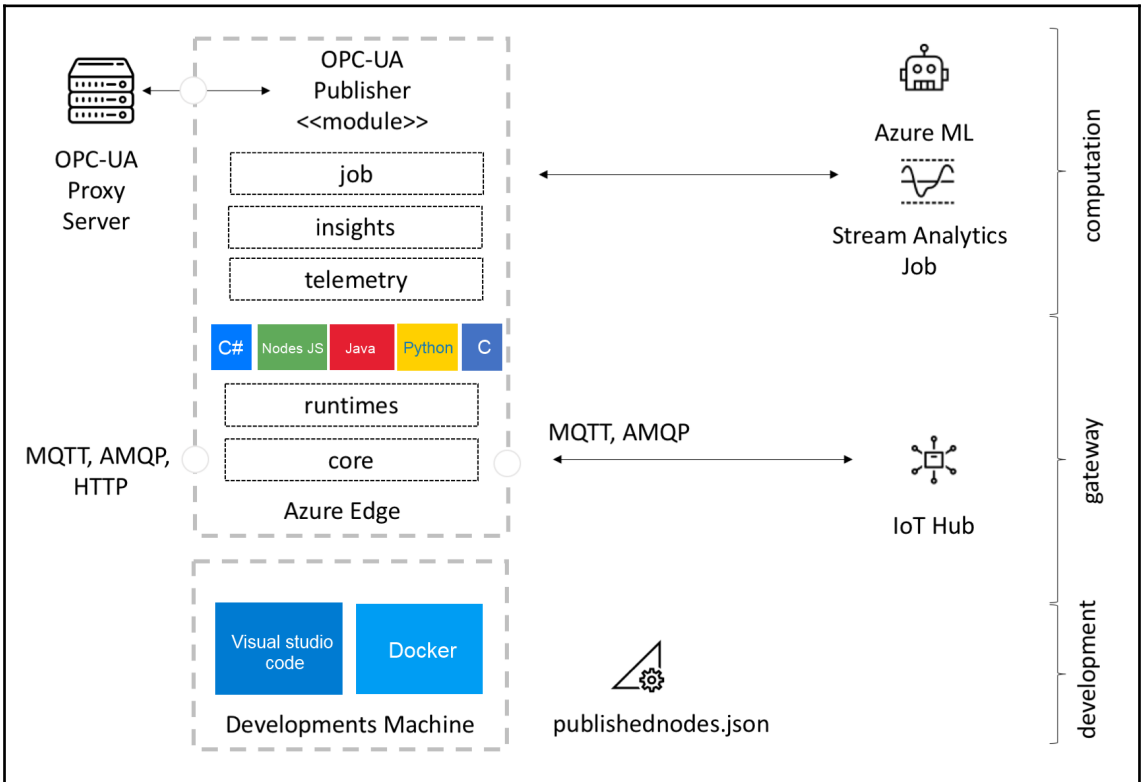 OPC-UA
Proxy
Server
OPC-UA
Publisher
<<module>>
job
insights
telemetry
C#
Nodes JS
Java
Python
C
runtimes
core
Azure Edge
MQTT, AMQP,
HTTP
MQTT, AMQP
Azure ML
Stream Analytics
Job
IoT Hub
computation
gateway
development
Visual studio
code
Docker
Developments Machine
publishednodes.json